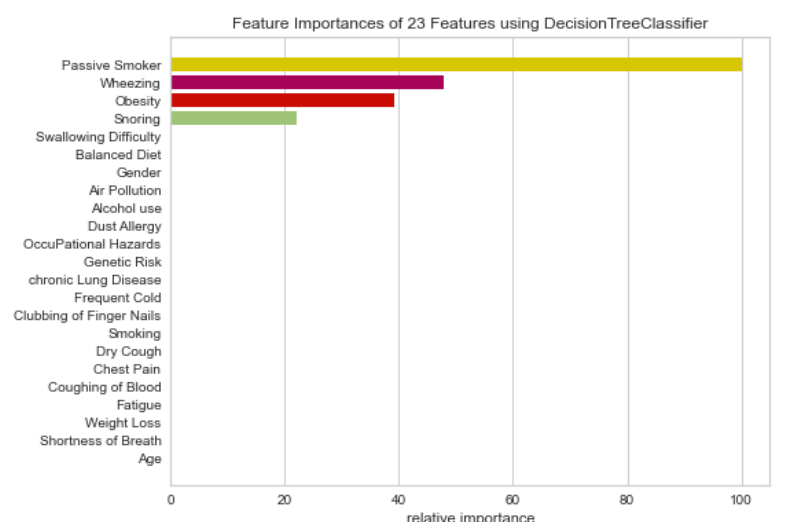 Feature Importances of 23 Features using DecisionTreeClassifier
Passive Smoker
Wheezing
Obesity
Snoring
Swallowing Difficulty
Balanced Diet
Gender
Air Pollution
Alcohol use
Dust Allergy
OccuPational Hazards
Genetic Risk
chronic Lung Disease
Frequent Cold
Clubbing of Finger Nails
Smoking
Dry Cough
Chest Pain
Coughing of Blood
Fatigue
Weight Loss
Shortness of Breath
Age
0 20 40 60 80 100
relative importance